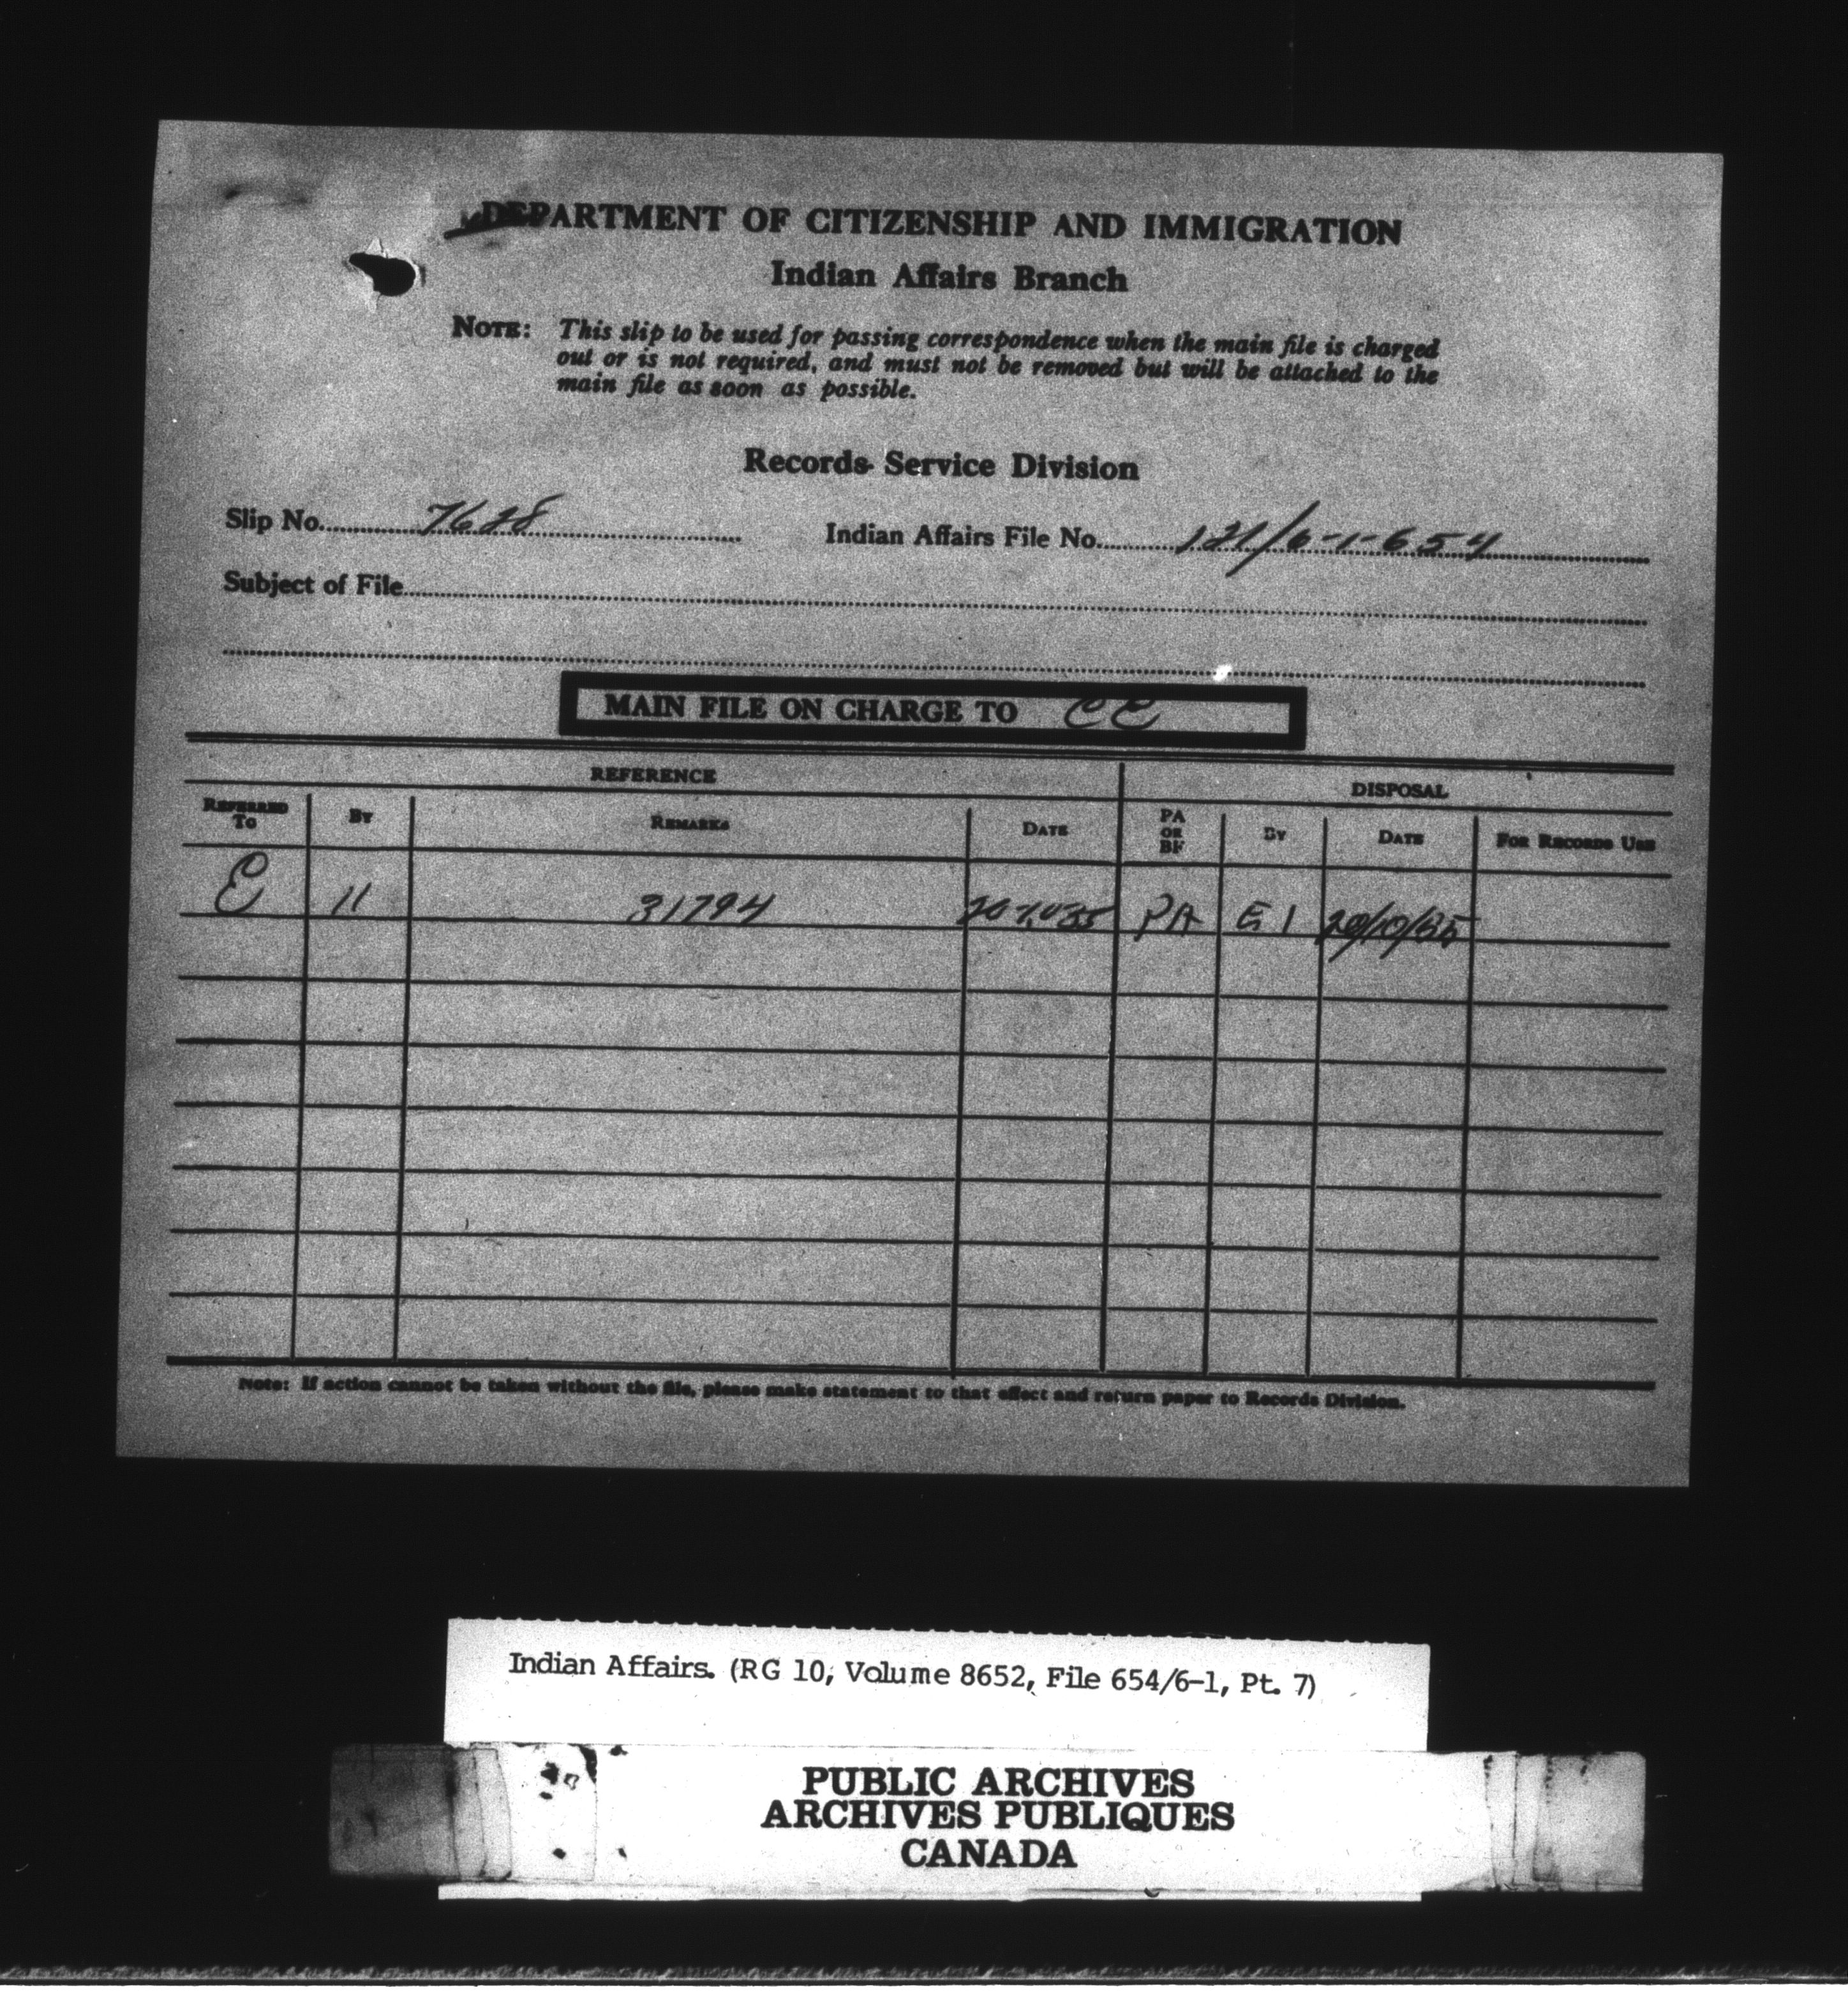 DEPARTMENT OF CITIZENSHIP AND IMMIGRATION
Indian Affairs Branch
NOTE: This slip to be used for passing correspondence when the main file is charged
out or is not required, and must not be removed but will be attached to the
main file as soon as possible.
Records Service Division
Slip No. 7628 Indian Affairs File No. 121/6-1-654
Subject of File
MAIN FILE ON CHARGE TO CE
REFERENCE DISPOSAL
REFERRED TO BY REMARKS DATE PA OR BF BY DATE FOR RECORDS USE
E 11 31794 PA E1 20/10/55
Note: If action cannot be taken without the file, please make statement to that effect and return paper to Records Division.
Indian Affairs. (RG 10, Volume 8652, File 654/6-1, Pt. 7)
PUBLIC ARCHIVES
ARCHIVES PUBLIQUES
CANADA